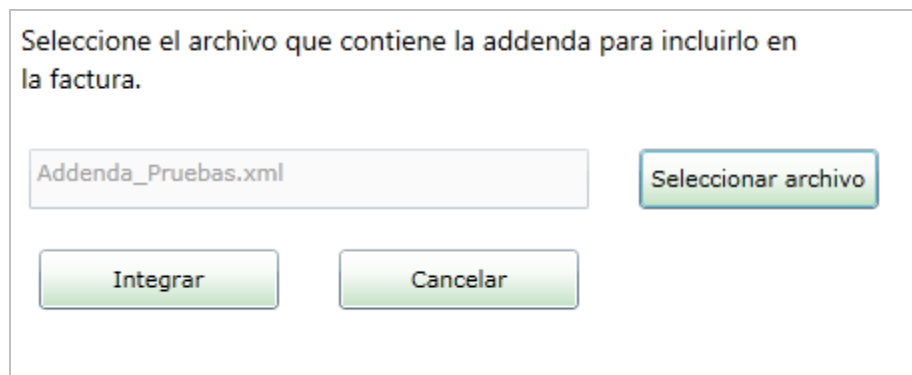 Seleccione el archivo que contiene la addenda para incluirlo en
la factura.
Addenda_Pruebas.xml
Seleccionar archivo
Integrar
Cancelar